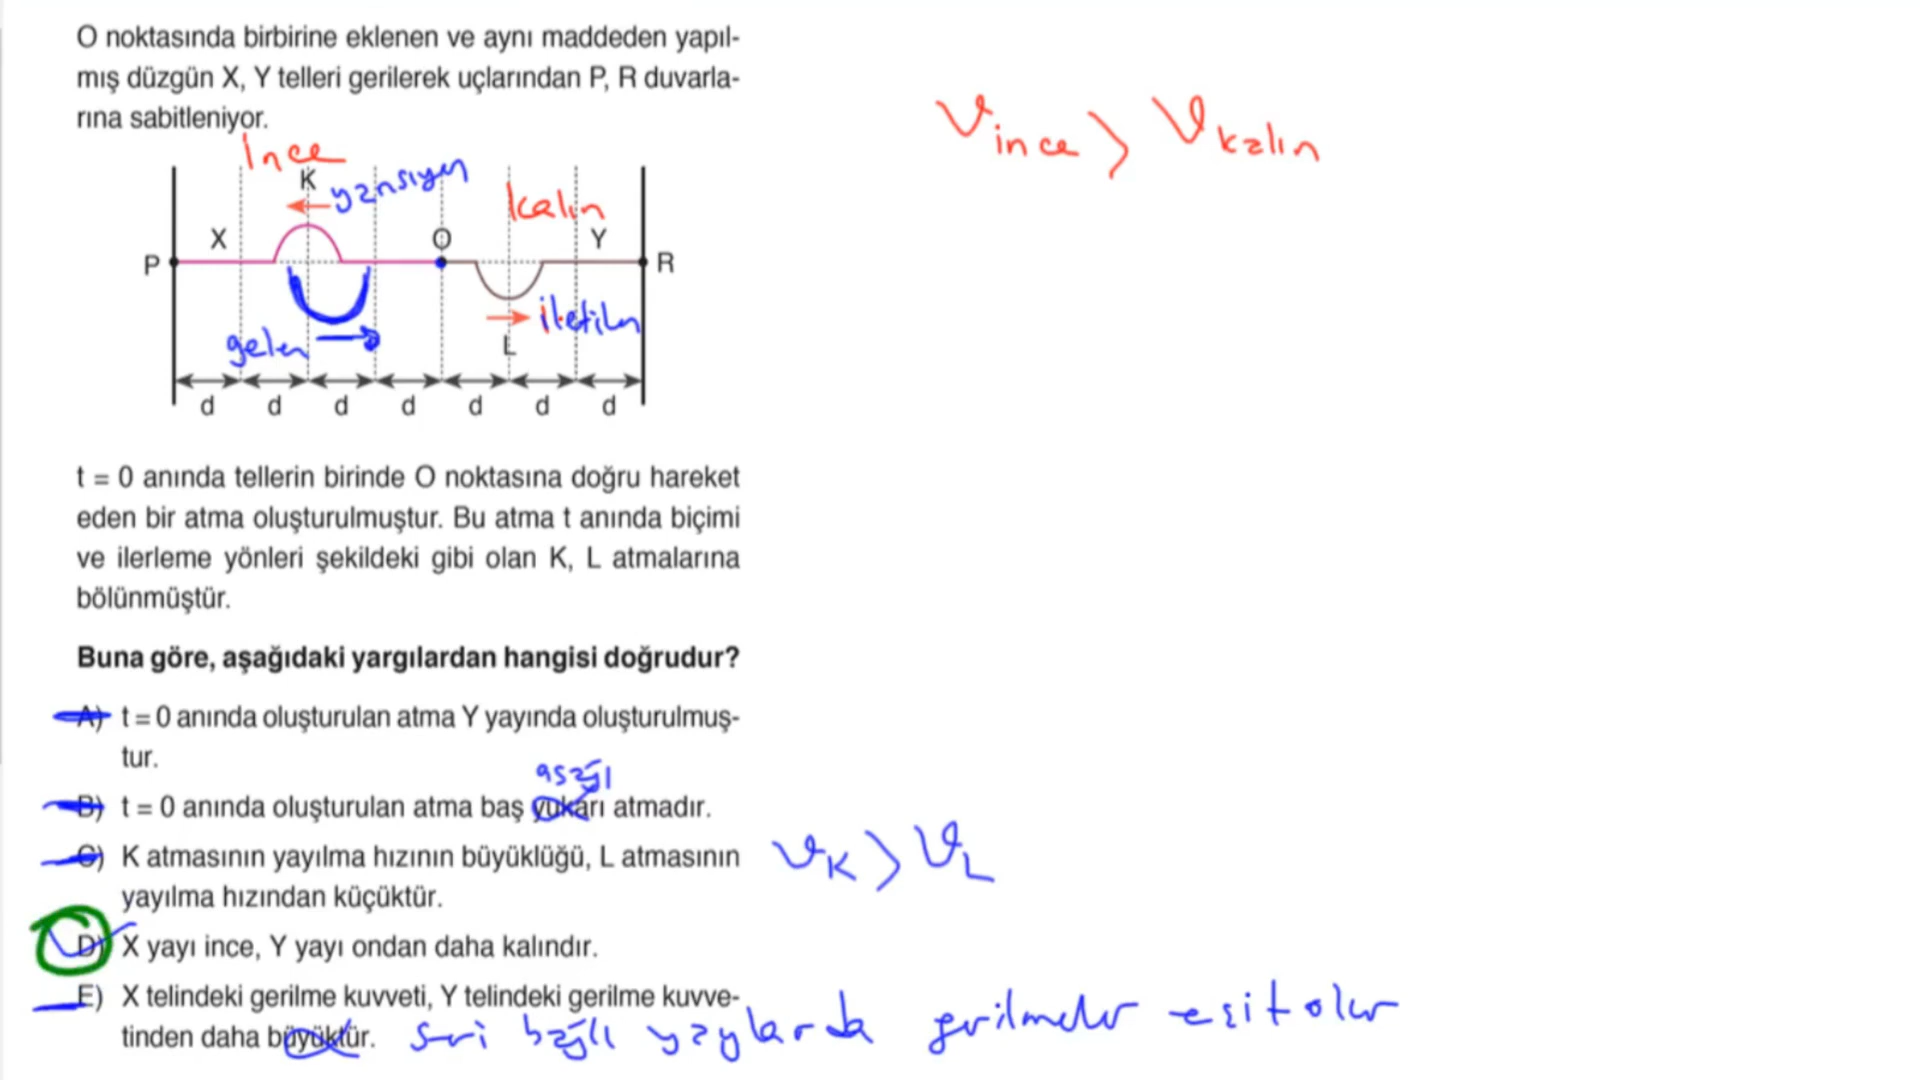 O noktasında birbirine eklenen ve aynı maddeden yapıl-
mış düzgün X, Y telleri gerilerek uçlarından P, R duvarla-
rına sabitleniyor.
V ince > V kalın
ince
K yansıyan
kalın
X O Y
P R
gelen iletilen
L
d d d d d d d
t = 0 anında tellerin birinde O noktasına doğru hareket
eden bir atma oluşturulmuştur. Bu atma t anında biçimi
ve ilerleme yönleri şekildeki gibi olan K, L atmalarına
bölünmüştür.
Buna göre, aşağıdaki yargılardan hangisi doğrudur?
A) t = 0 anında oluşturulan atma Y yayında oluşturulmuş-
tur.
aşağı
B) t = 0 anında oluşturulan atma baş yukarı atmadır.
C) K atmasının yayılma hızının büyüklüğü, L atmasının
V K > V L
yayılma hızından küçüktür.
D) X yayı ince, Y yayı ondan daha kalındır.
E) X telindeki gerilme kuvveti, Y telindeki gerilme kuvve-
tinden daha büyüktür. seri bağlı yaylarda gerilmeler eşit olur